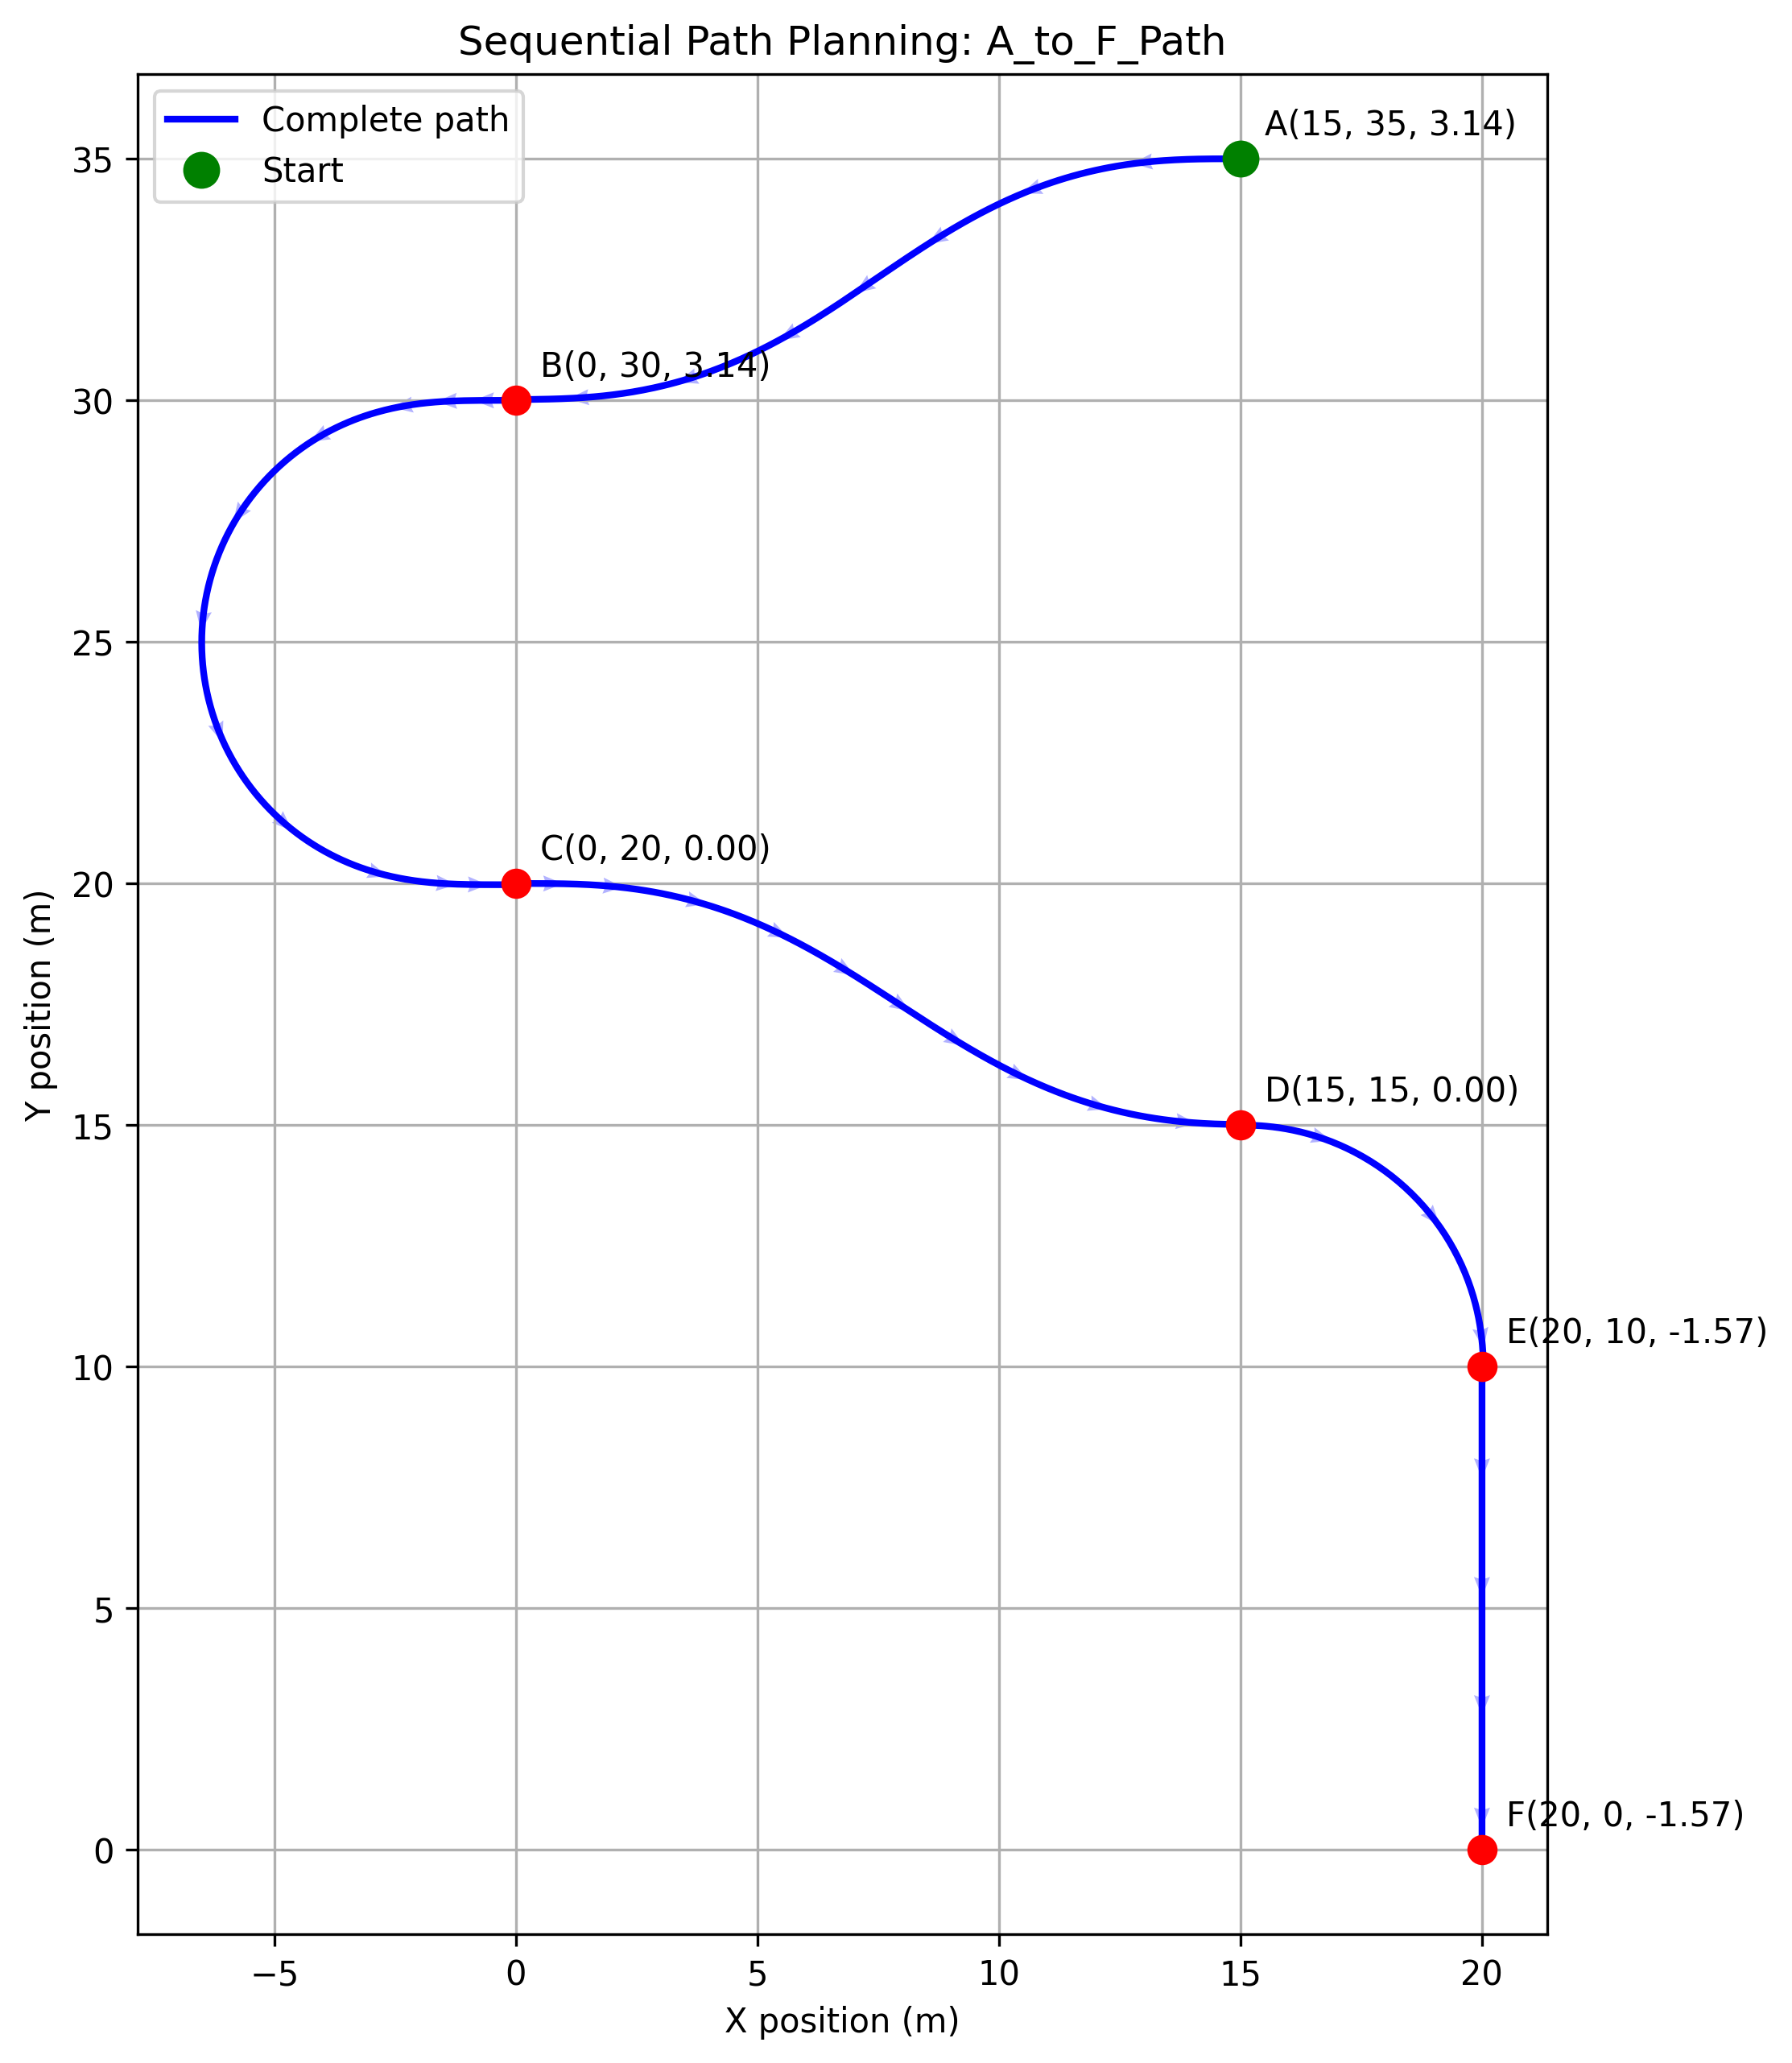 Sequential Path Planning: A_to_F_Path
Complete path
Start
A(15, 35, 3.14)
B(0, 30, 3.14)
C(0, 20, 0.00)
D(15, 15, 0.00)
E(20, 10, -1.57)
F(20, 0, -1.57)
35
30
25
20
15
10
5
0
Y position (m)
−5
0
5
10
15
20
X position (m)